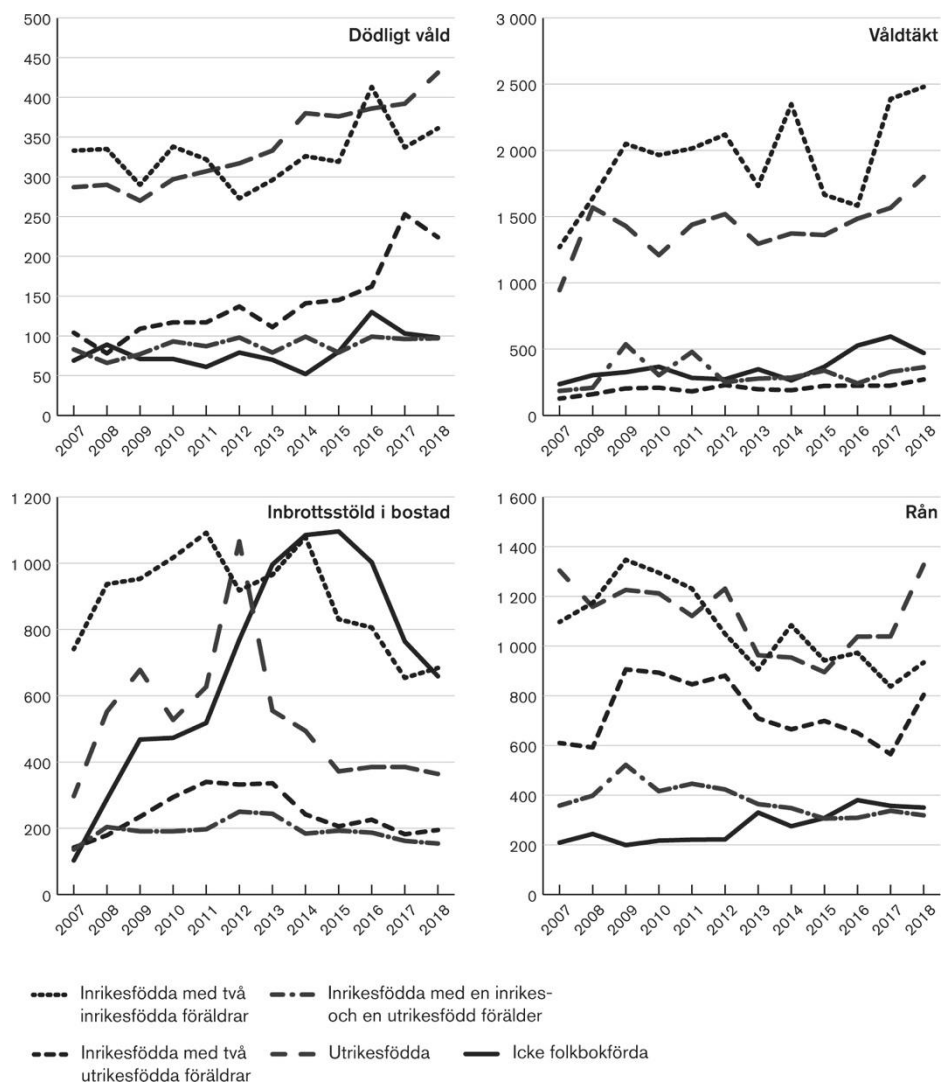 Dödligt våld
500
450
400
350
300
250
200
150
100
50
0
2007 2008 2009 2010 2011 2012 2013 2014 2015 2016 2017 2018
Våldtäkt
3 000
2 500
2 000
1 500
1 000
500
0
2007 2008 2009 2010 2011 2012 2013 2014 2015 2016 2017 2018
Inbrottsstöld i bostad
1 200
1 000
800
600
400
200
0
2007 2008 2009 2010 2011 2012 2013 2014 2015 2016 2017 2018
Rån
1 600
1 400
1 200
1 000
800
600
400
200
0
2007 2008 2009 2010 2011 2012 2013 2014 2015 2016 2017 2018
Inrikesfödda med två
inrikesfödda föräldrar
Inrikesfödda med en inrikes-
och en utrikesfödd förälder
Inrikesfödda med två
utrikesfödda föräldrar
Utrikesfödda
Icke folkbokförda